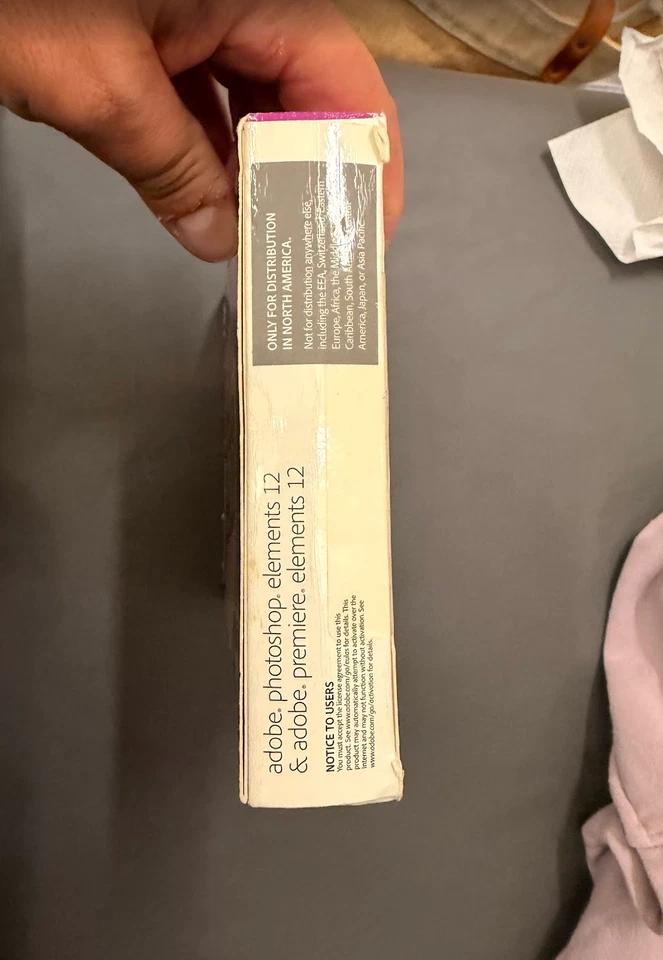 adobe® photoshop® elements 12
& adobe® premiere® elements 12
NOTICE TO USERS
You must accept the license agreement to use this
product. See www.adobe.com/go/eulas for details. This
product may automatically attempt to activate over the
internet and may not function without activation. See
www.adobe.com/go/activation for details.
ONLY FOR DISTRIBUTION
IN NORTH AMERICA.
Not for distribution anywhere else,
including the EEA, Switzerland, Eastern
Europe, Africa, the Middle
Caribbean, South
America, Japan, or Asia Pacific.